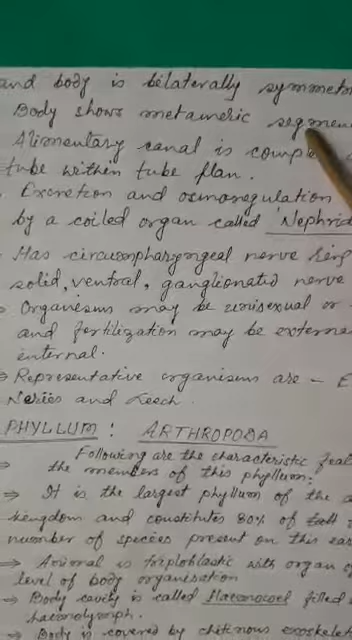 and body is bilaterally symmetr
Body shows metameric segmen
Alimentary canal is comp
tube within tube plan.
Excretion and osmoregulation
by a coiled organ called 'Nephrid
Has circumpharyngeal nerve
solid, ventral, ganglionated nerve
Organisms may be unisexual or
and fertilization may be externa
internal.
⇒ Representative organisms are - E
Neries and Leech.
PHYLLUM : ARTHROPODA
Following are the characteristic feat
⇒ the members of this phyllum:
⇒ It is the largest phyllum of the a
kingdom and constitutes 80% of
number of species present on this ear
⇒ Animal is triploblastic with organ o
level of body organisation
⇒ Body cavity is called Haemocoel filled
haemolymph.
⇒ Body is covered by chitinous exoskelet